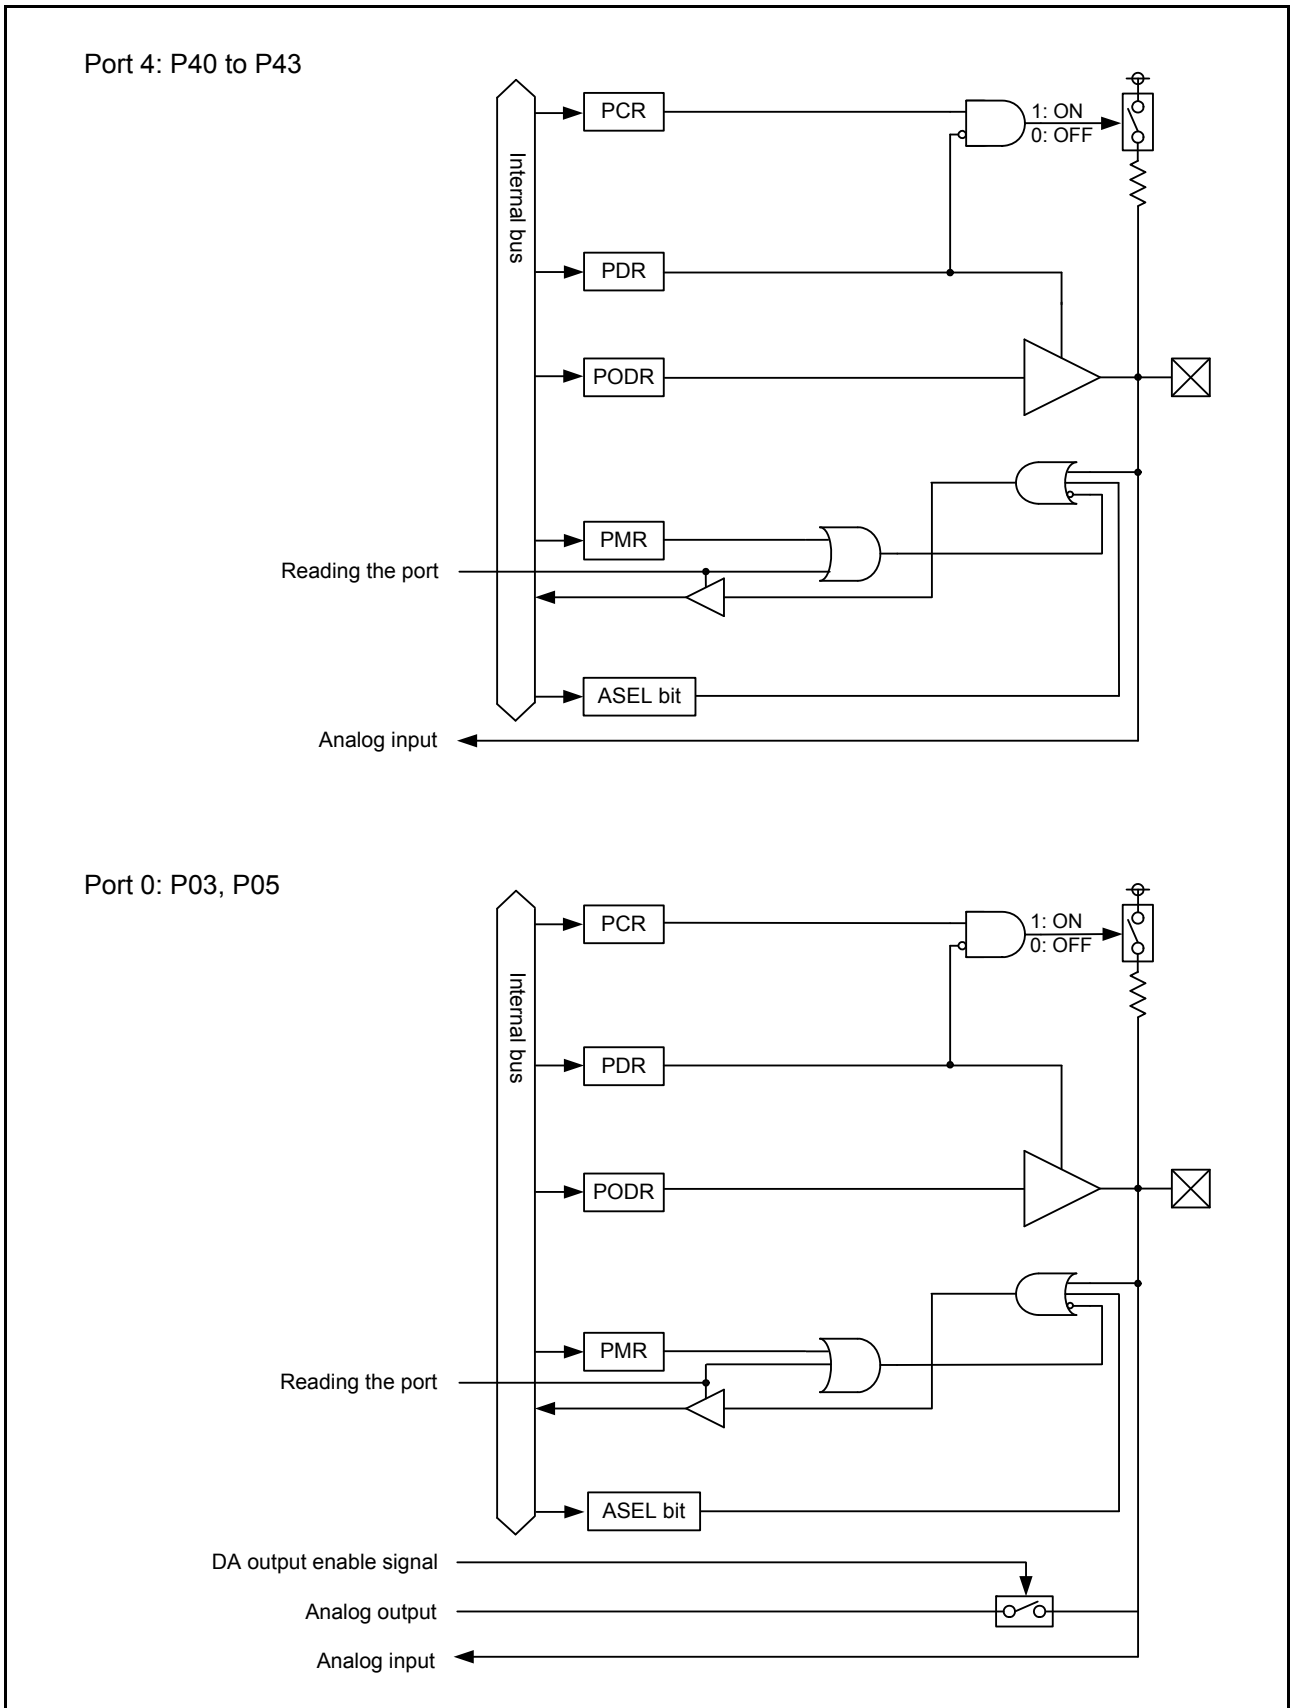 Port 4: P40 to P43
PCR
1: ON
0: OFF
Internal bus
PDR
PODR
PMR
Reading the port
ASEL bit
Analog input
Port 0: P03, P05
PCR
1: ON
0: OFF
Internal bus
PDR
PODR
PMR
Reading the port
ASEL bit
DA output enable signal
Analog output
Analog input